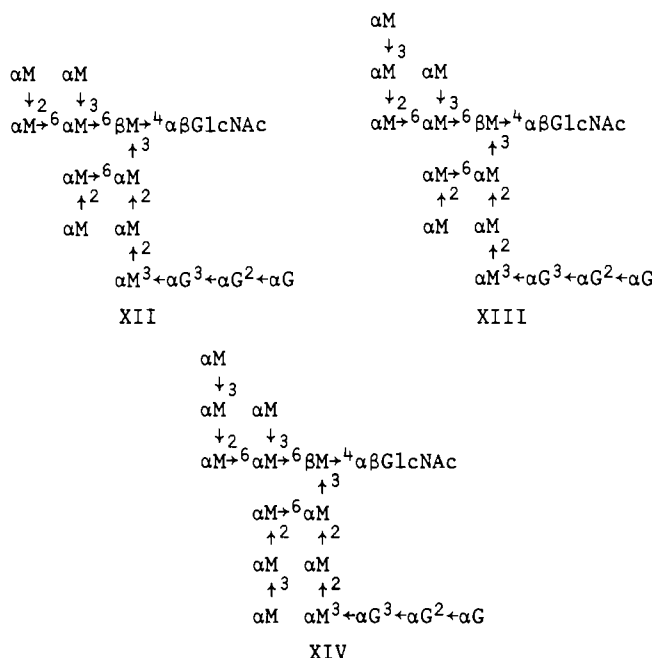 αM αM
↓3
αM αM αM αM
↓2 ↓3 ↓2 ↓3
αM→⁶αM→⁶βM→⁴αβGlcNAc αM→⁶αM→⁶βM→⁴αβGlcNAc
↑3 ↑3
αM→⁶αM αM→⁶αM
↑2 ↑2 ↑2 ↑2
αM αM αM αM
↑2 ↑2
αM³←αG³←αG²←αG αM³←αG³←αG²←αG
XII XIII
αM
↓3
αM αM
↓2 ↓3
αM→⁶αM→⁶βM→⁴αβGlcNAc
↑3
αM→⁶αM
↑2 ↑2
αM αM
↑3 ↑2
αM αM³←αG³←αG²←αG
XIV